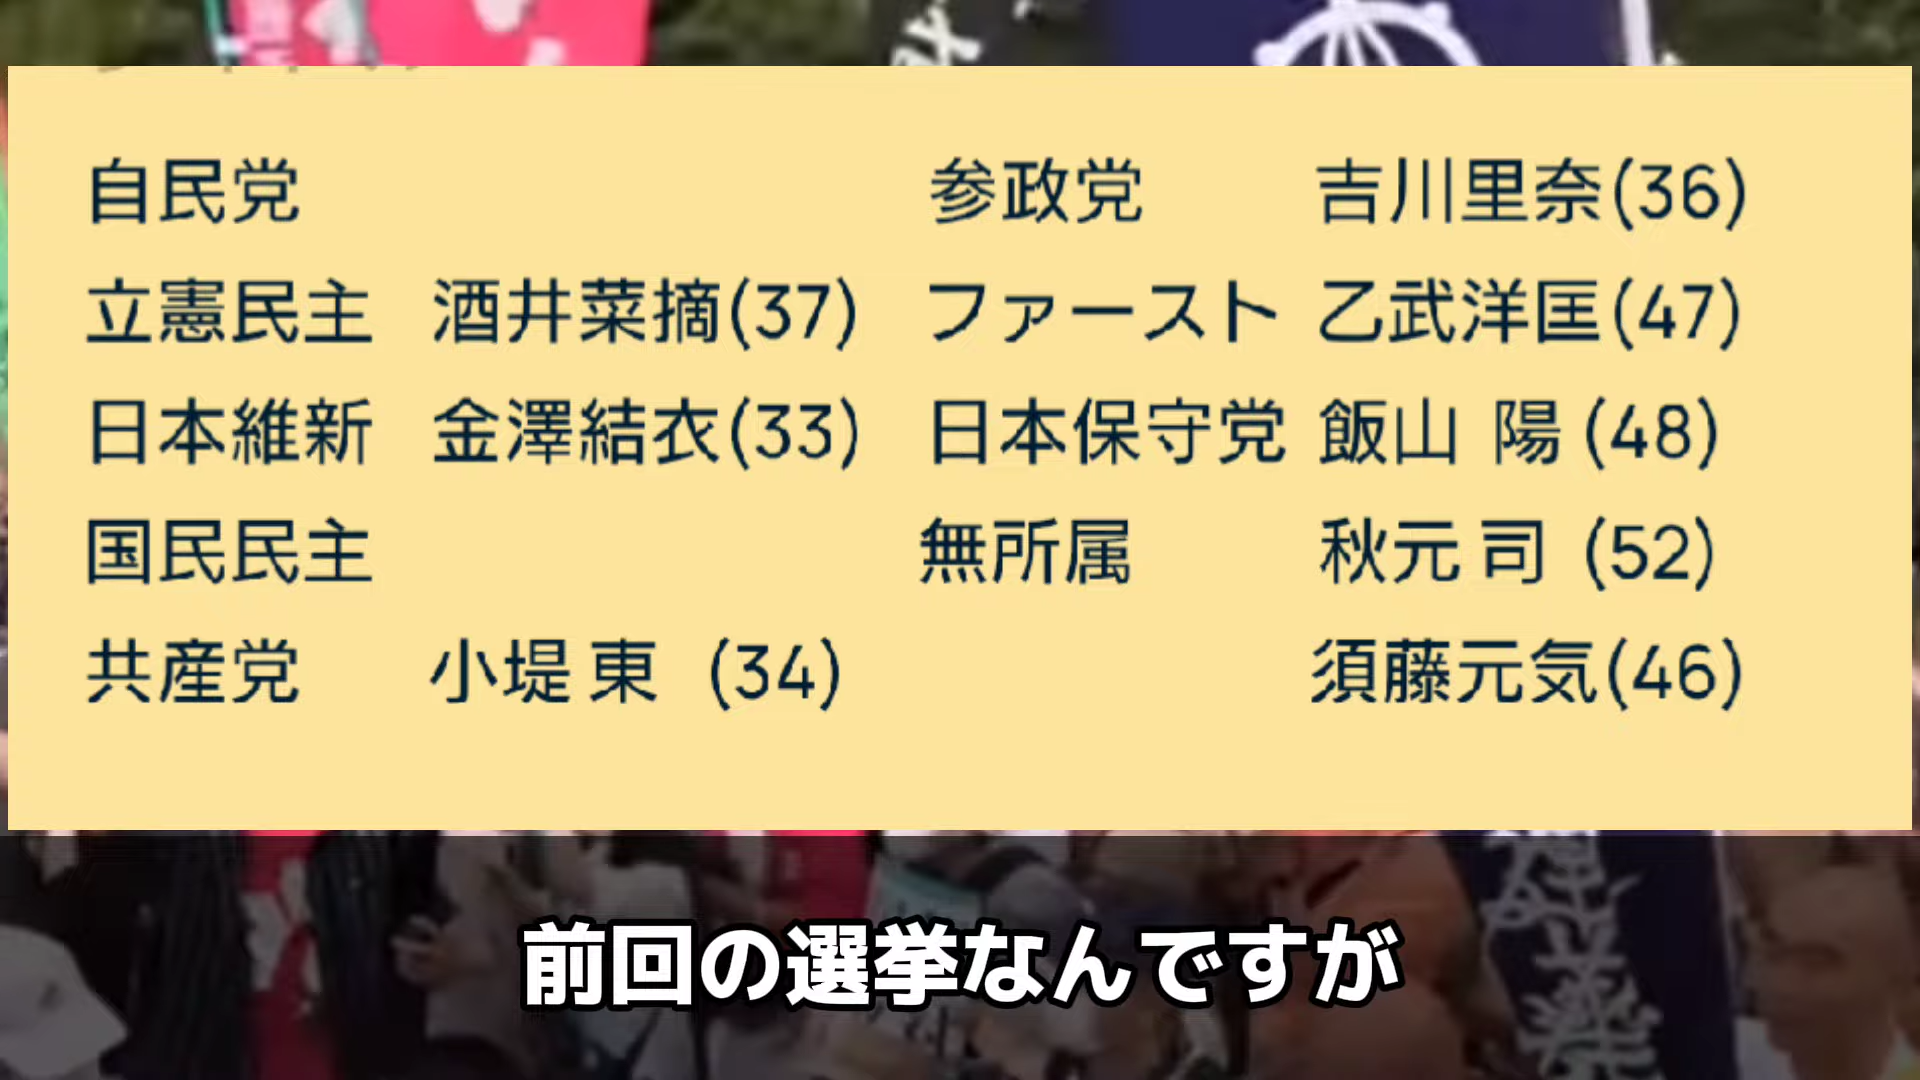 自民党
立憲民主 酒井菜摘(37)
日本維新 金澤結衣(33)
国民民主
共産党 小堤 東 (34)
参政党 吉川里奈(36)
ファースト 乙武洋匡(47)
日本保守党 飯山 陽 (48)
無所属 秋元 司 (52)
須藤元気(46)
前回の選挙なんですが